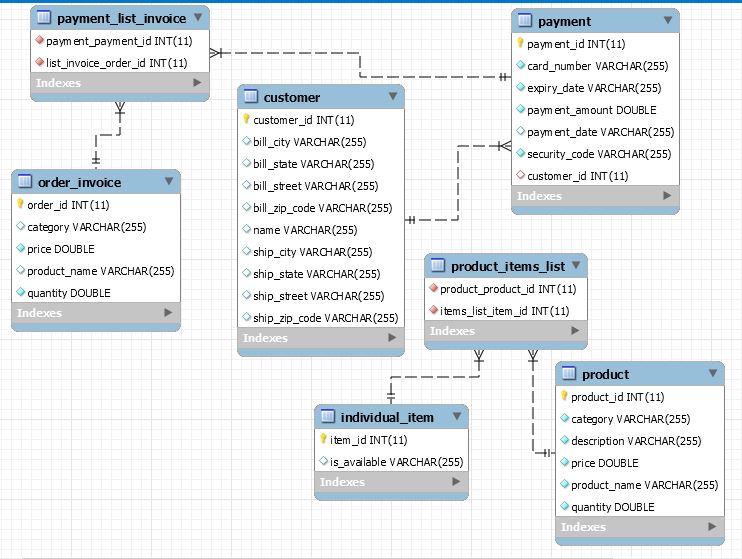 payment_list_invoice
payment_payment_id INT(11)
list_invoice_order_id INT(11)
Indexes
payment
payment_id INT(11)
card_number VARCHAR(255)
expiry_date VARCHAR(255)
payment_amount DOUBLE
payment_date VARCHAR(255)
security_code VARCHAR(255)
customer_id INT(11)
Indexes
customer
customer_id INT(11)
bill_city VARCHAR(255)
bill_state VARCHAR(255)
bill_street VARCHAR(255)
bill_zip_code VARCHAR(255)
name VARCHAR(255)
ship_city VARCHAR(255)
ship_state VARCHAR(255)
ship_street VARCHAR(255)
ship_zip_code VARCHAR(255)
Indexes
order_invoice
order_id INT(11)
category VARCHAR(255)
price DOUBLE
product_name VARCHAR(255)
quantity DOUBLE
Indexes
product_items_list
product_product_id INT(11)
items_list_item_id INT(11)
Indexes
individual_item
item_id INT(11)
is_available VARCHAR(255)
Indexes
product
product_id INT(11)
category VARCHAR(255)
description VARCHAR(255)
price DOUBLE
product_name VARCHAR(255)
quantity DOUBLE
Indexes